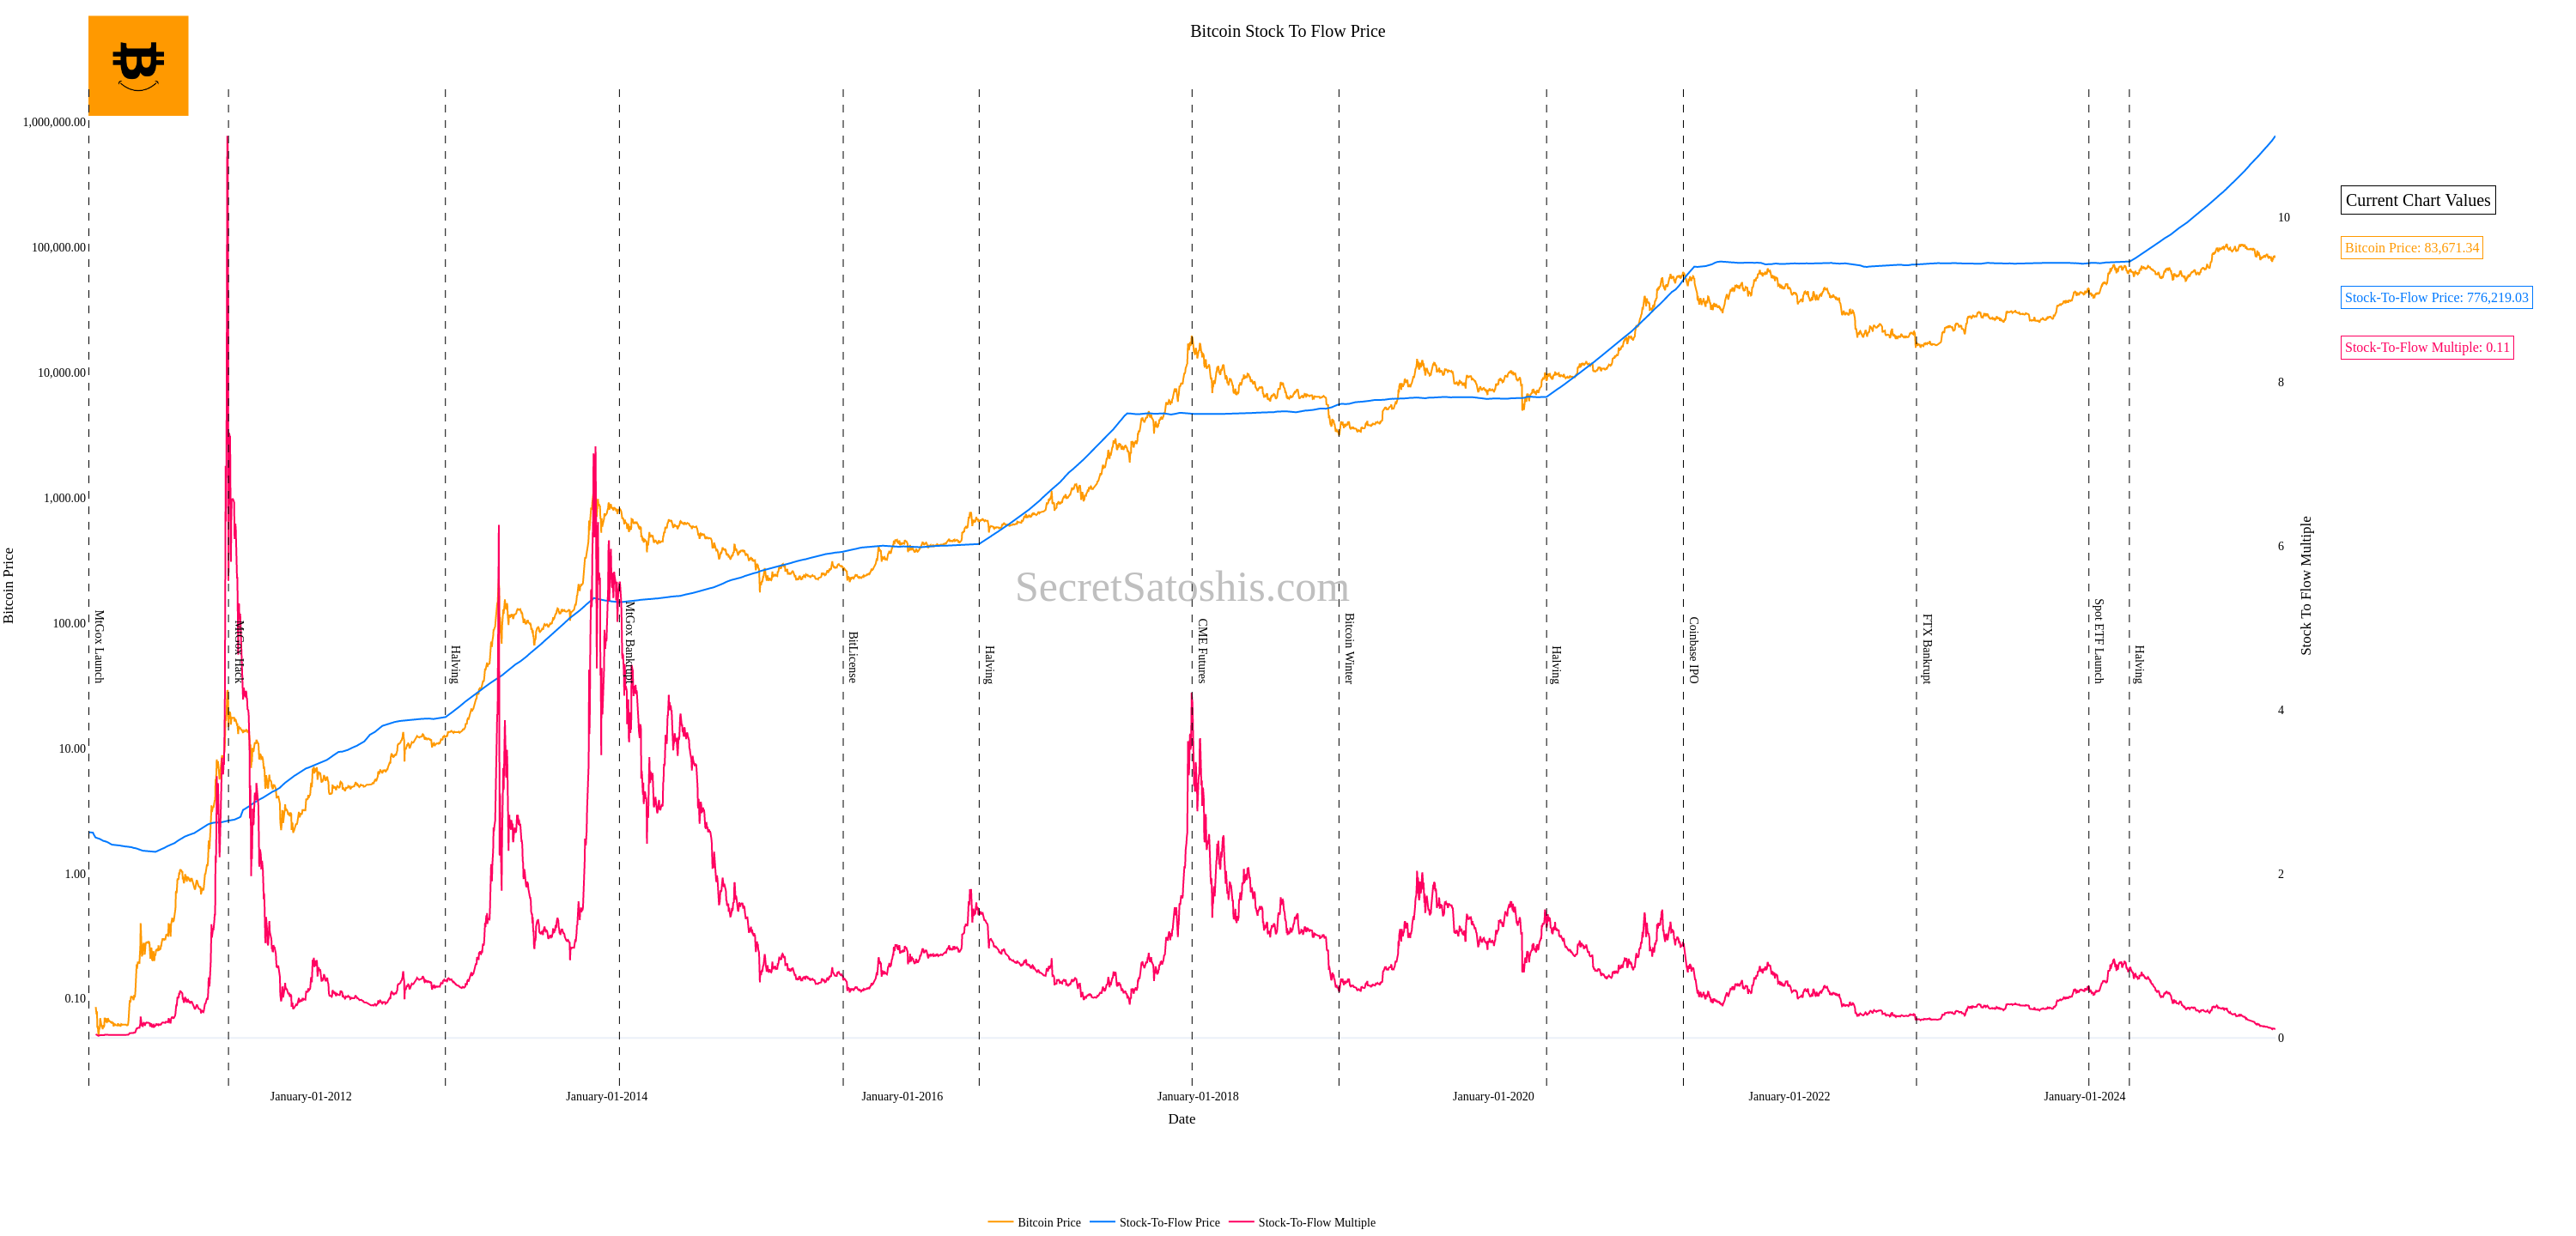 Bitcoin Stock To Flow Price
1,000,000.00
100,000.00
10,000.00
1,000.00
100.00
10.00
1.00
0.10
Bitcoin Price
10
8
6
4
2
0
Stock To Flow Multiple
Current Chart Values
Bitcoin Price: 83,671.34
Stock-To-Flow Price: 776,219.03
Stock-To-Flow Multiple: 0.11
SecretSatoshis.com
MtGox Launch
MtGox Hack
Halving
MtGox Bankrupt
BitLicense
Halving
CME Futures
Bitcoin Winter
Halving
Coinbase IPO
FTX Bankrupt
Spot ETF Launch
Halving
January-01-2012
January-01-2014
January-01-2016
January-01-2018
January-01-2020
January-01-2022
January-01-2024
Date
Bitcoin Price
Stock-To-Flow Price
Stock-To-Flow Multiple